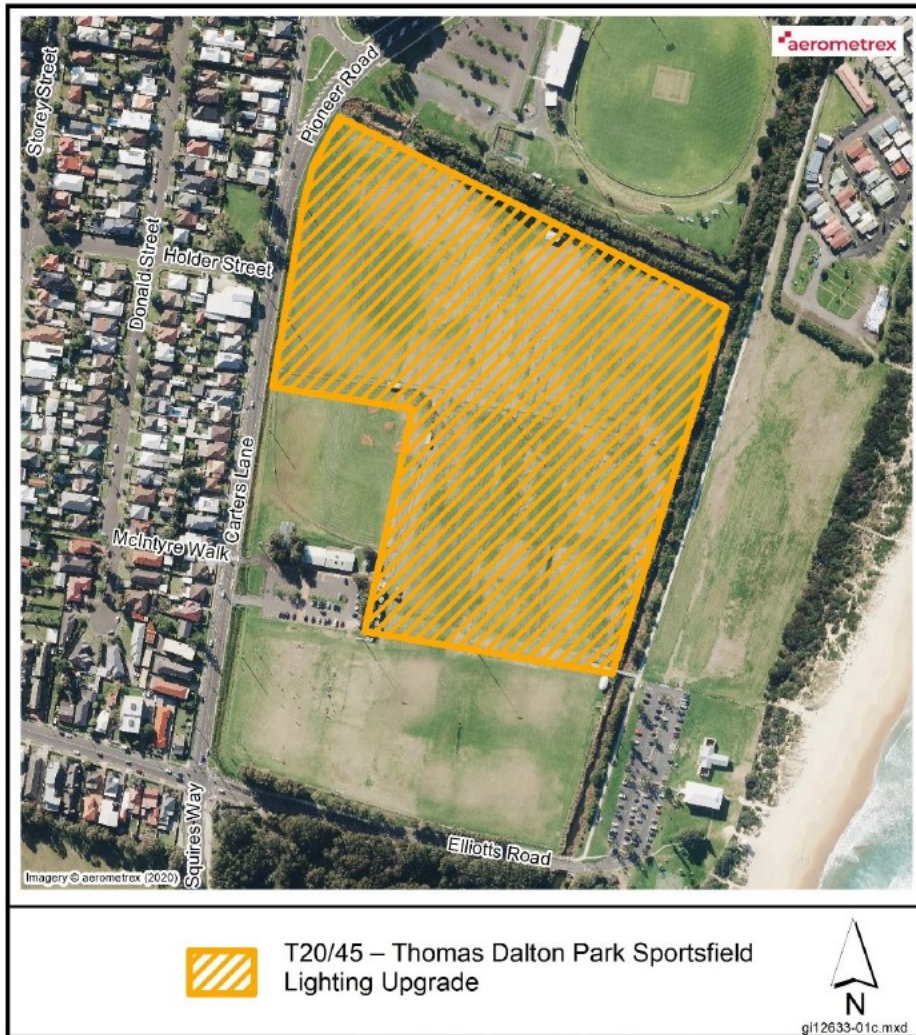 aerometrex
Storey Street
Pioneer Road
Donald Street
Holder Street
Carters Lane
McIntyre Walk
Squires Way
Elliotts Road
Imagery © aerometrex (2020)
T20/45 – Thomas Dalton Park Sportsfield
Lighting Upgrade
N
gi12633-01c.mxd